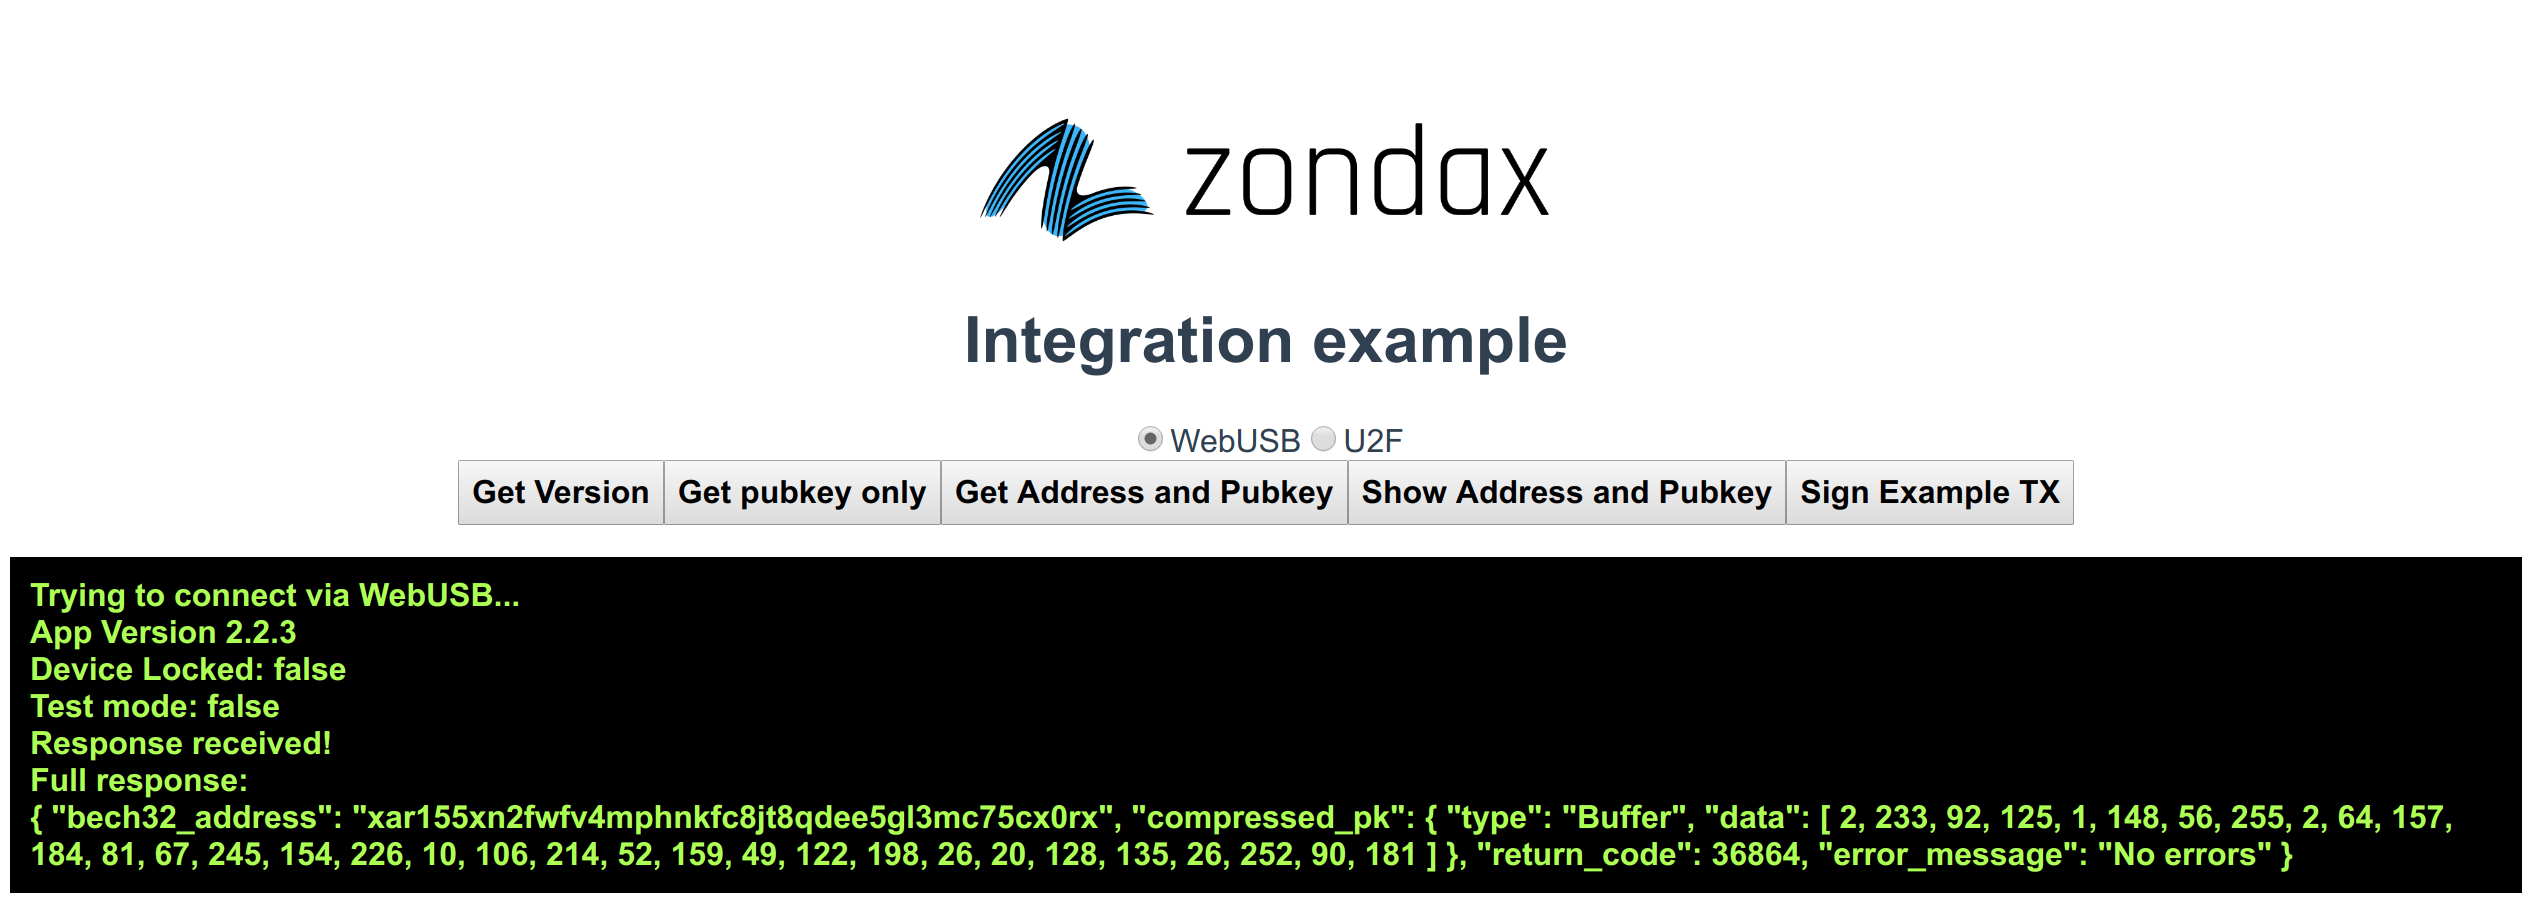 zondax
Integration example
WebUSB U2F
Get Version Get pubkey only Get Address and Pubkey Show Address and Pubkey Sign Example TX
Trying to connect via WebUSB...
App Version 2.2.3
Device Locked: false
Test mode: false
Response received!
Full response:
{ "bech32_address": "xar155xn2fwfv4mphnkfc8jt8qdee5gl3mc75cx0rx", "compressed_pk": { "type": "Buffer", "data": [ 2, 233, 92, 125, 1, 148, 56, 255, 2, 64, 157,
184, 81, 67, 245, 154, 226, 10, 106, 214, 52, 159, 49, 122, 198, 26, 20, 128, 135, 26, 252, 90, 181 ] }, "return_code": 36864, "error_message": "No errors" }